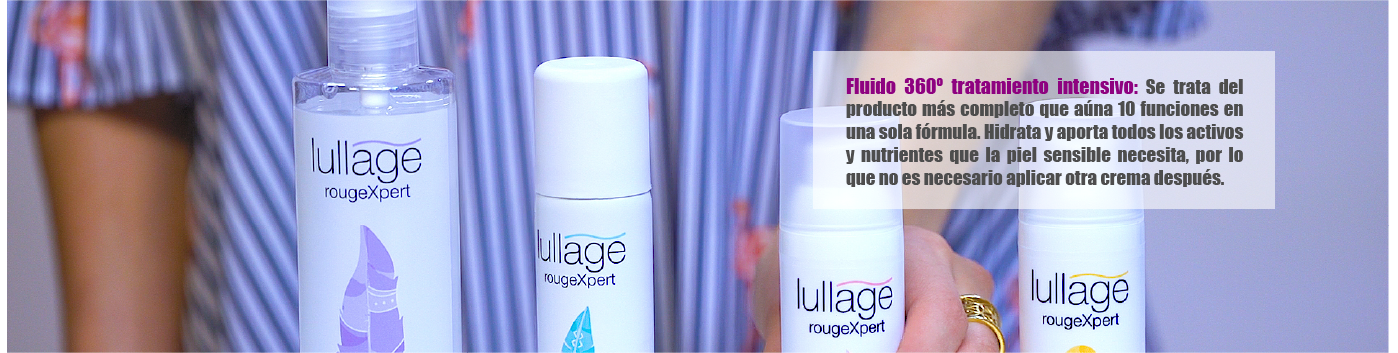 Fluido 360º tratamiento intensivo: Se trata del
producto más completo que aúna 10 funciones en
una sola fórmula. Hidrata y aporta todos los activos
y nutrientes que la piel sensible necesita, por lo
que no es necesario aplicar otra crema después.
lullage
rougeXpert
lullage
rougeXpert
lullage
rougeXpert
lullage
rougeXpert